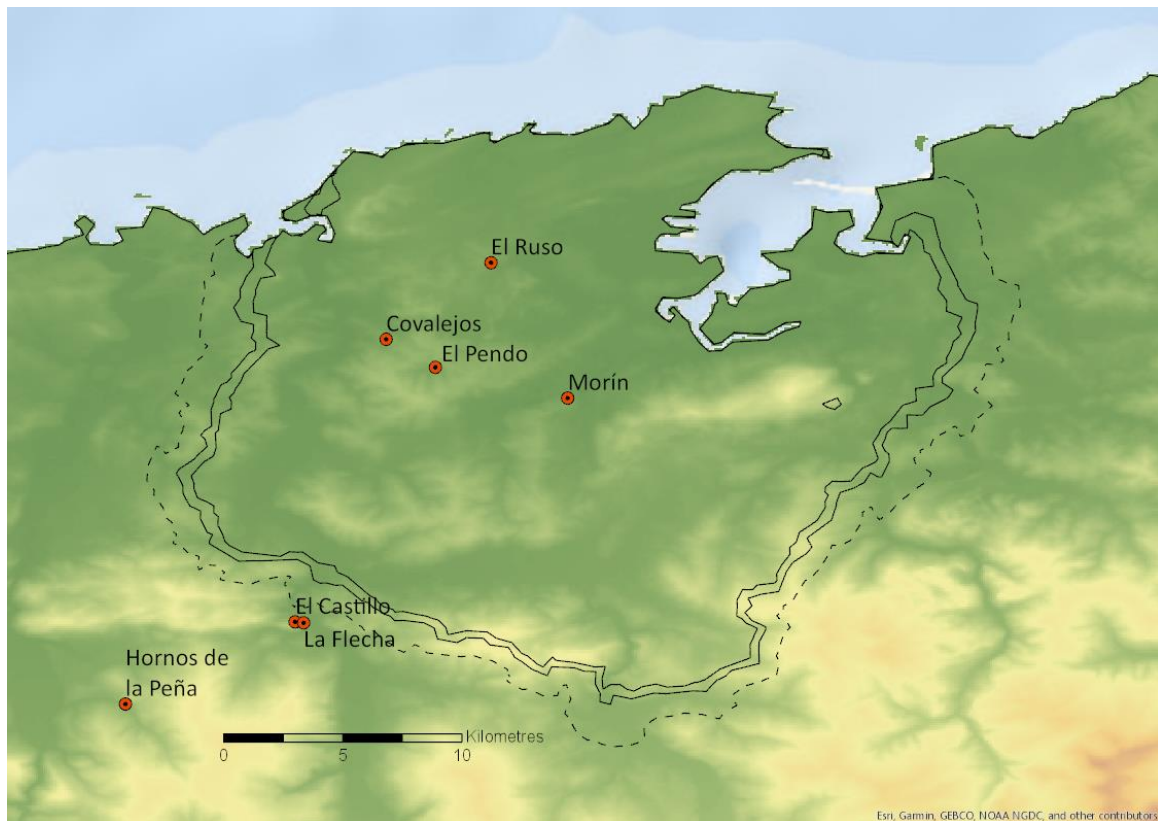 El Ruso
Covalejos
El Pendo
Morín
El Castillo
La Flecha
Hornos de
la Peña
Kilometres
0 5 10
Esri, Garmin, GEBCO, NOAA NGDC, and other contributors